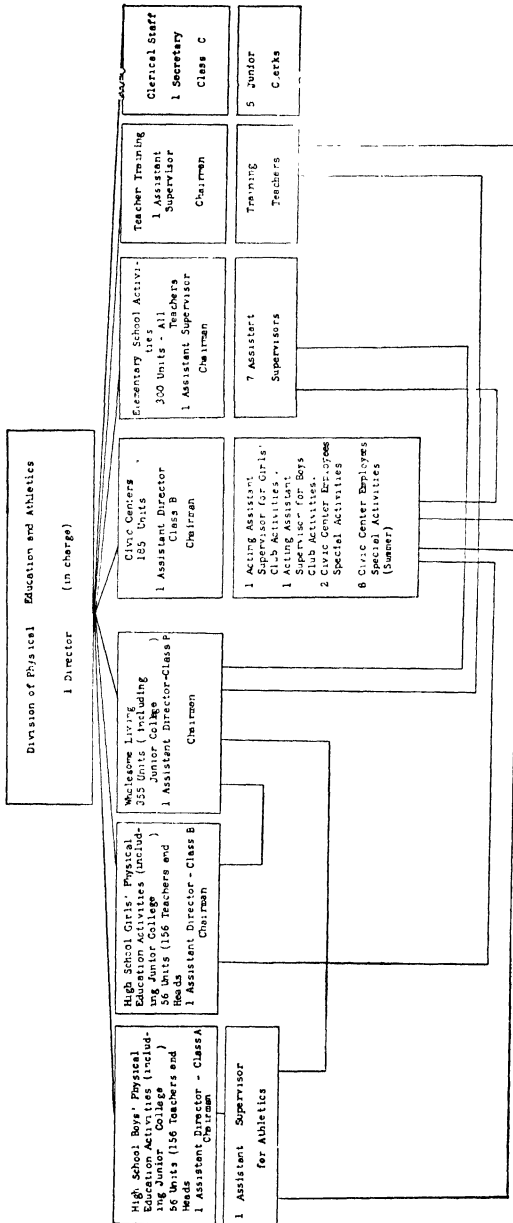 Division of Physical Education and Athletics
1 Director (in charge)
High School Boys' Physical
Education Activities (includ-
ing Junior College )
56 Units (156 Teachers and
Heads
1 Assistant Director - Class A
Chairman
1 Assistant Supervisor
for Athletics
High School Girls' Physical
Education Activities (includ-
ing Junior College )
56 Units (156 Teachers and )
Heads
1 Assistant Director - Class B
Chairman
Wholesome Living
355 Units ( including
Junior College )
1 Assistant Director-Class P
Chairman
Civic Centers
185 Units
1 Assistant Director
Class B
Chairman
1 Acting Assistant
Supervisor for Girls'
Club Activities.
1 Acting Assistant
Supervisor for Boys
Club Activities.
2 Civic Center Employees
Special Activities
8 Civic Center Employees
Special Activities
(Summer)
Elementary School Activi-
ties
300 Units - All
Teachers
1 Assistant Supervisor
Chairman
7 Assistant
Supervisors
Teacher Training
1 Assistant
Supervisor
Chairman
Training
Teachers
Clerical Staff
1 Secretary
Class C
5 Junior
Clerks